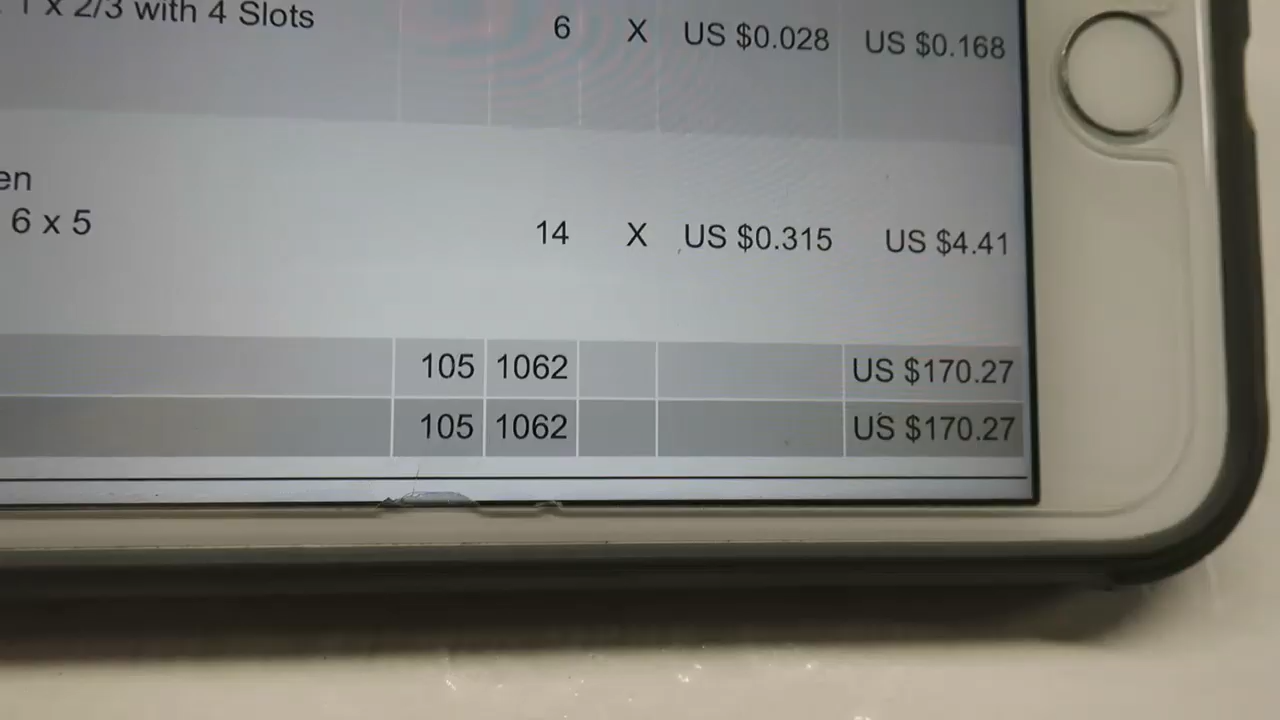 1 x 2/3 with 4 Slots 6 X US $0.028 US $0.168
en
6 x 5 14 X US $0.315 US $4.41
105 1062 US $170.27
105 1062 US $170.27